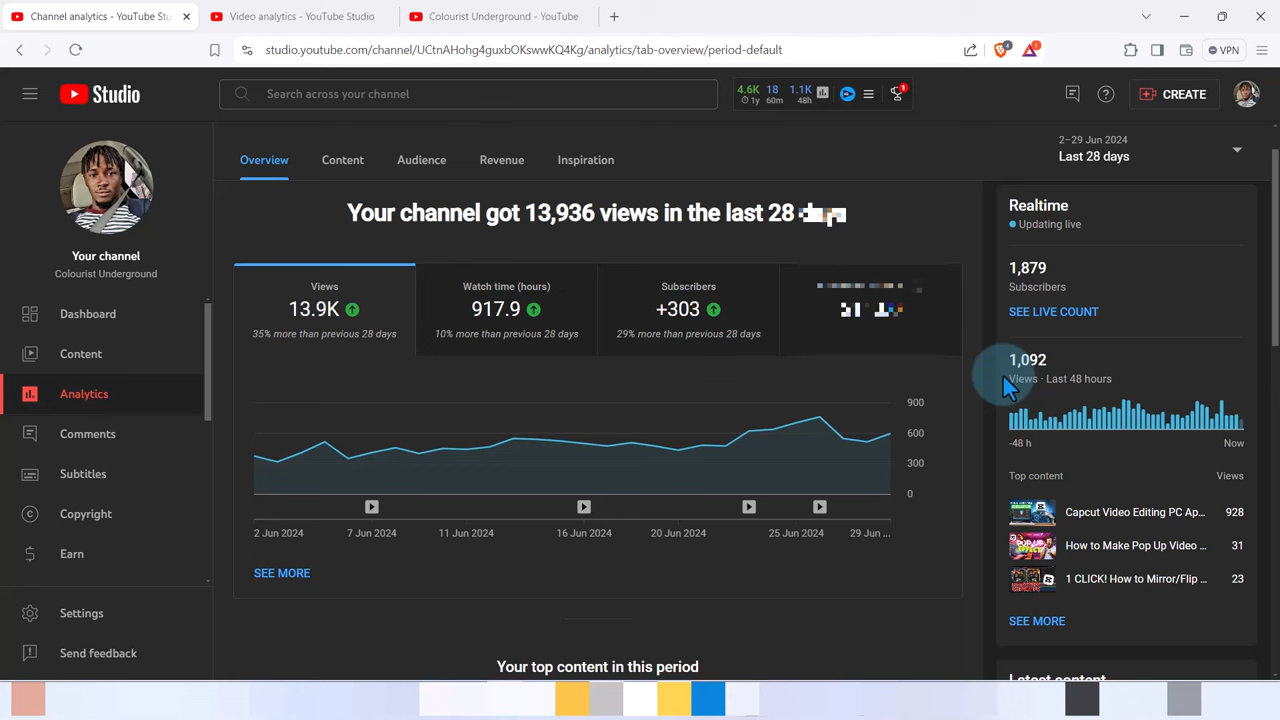 Channel analytics - YouTube Stu
Video analytics - YouTube Studio
Colourist Underground - YouTube
studio.youtube.com/channel/UCtnAHohg4guxbOKswwKQ4Kg/analytics/tab-overview/period-default
4
1
VPN
Studio
Search across your channel
4.6K 18 1.1K
1y 60m 48h
1
CREATE
Your channel
Colourist Underground
Dashboard
Content
Analytics
Comments
Subtitles
Copyright
Earn
Settings
Send feedback
Overview
Content
Audience
Revenue
Inspiration
2–29 Jun 2024
Last 28 days
Your channel got 13,936 views in the last 28
Views
13.9K
35% more than previous 28 days
Watch time (hours)
917.9
10% more than previous 28 days
Subscribers
+303
29% more than previous 28 days
900
600
300
0
2 Jun 2024
7 Jun 2024
11 Jun 2024
16 Jun 2024
20 Jun 2024
25 Jun 2024
29 Jun ...
SEE MORE
Your top content in this period
Realtime
Updating live
1,879
Subscribers
SEE LIVE COUNT
1,092
Views · Last 48 hours
-48 h
Now
Top content
Views
Capcut Video Editing PC Ap... 928
How to Make Pop Up Video ... 31
1 CLICK! How to Mirror/Flip ... 23
SEE MORE
Latest content